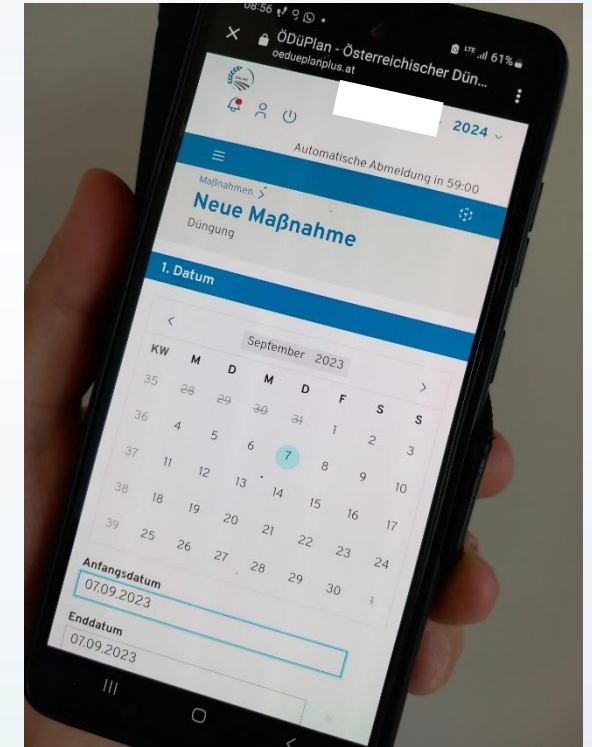 08:56
LTE 61%
ÖDüPlan - Österreichischer Dün...
oedueplanplus.at
2024
Automatische Abmeldung in 59:00
Maßnahmen >
Neue Maßnahme
Düngung
1. Datum
< September 2023 >
KW M D M D F S S
35 28 29 30 31 1 2 3
36 4 5 6 7 8 9 10
37 11 12 13 14 15 16 17
38 18 19 20 21 22 23 24
39 25 26 27 28 29 30 1
Anfangsdatum
07.09.2023
Enddatum
07.09.2023